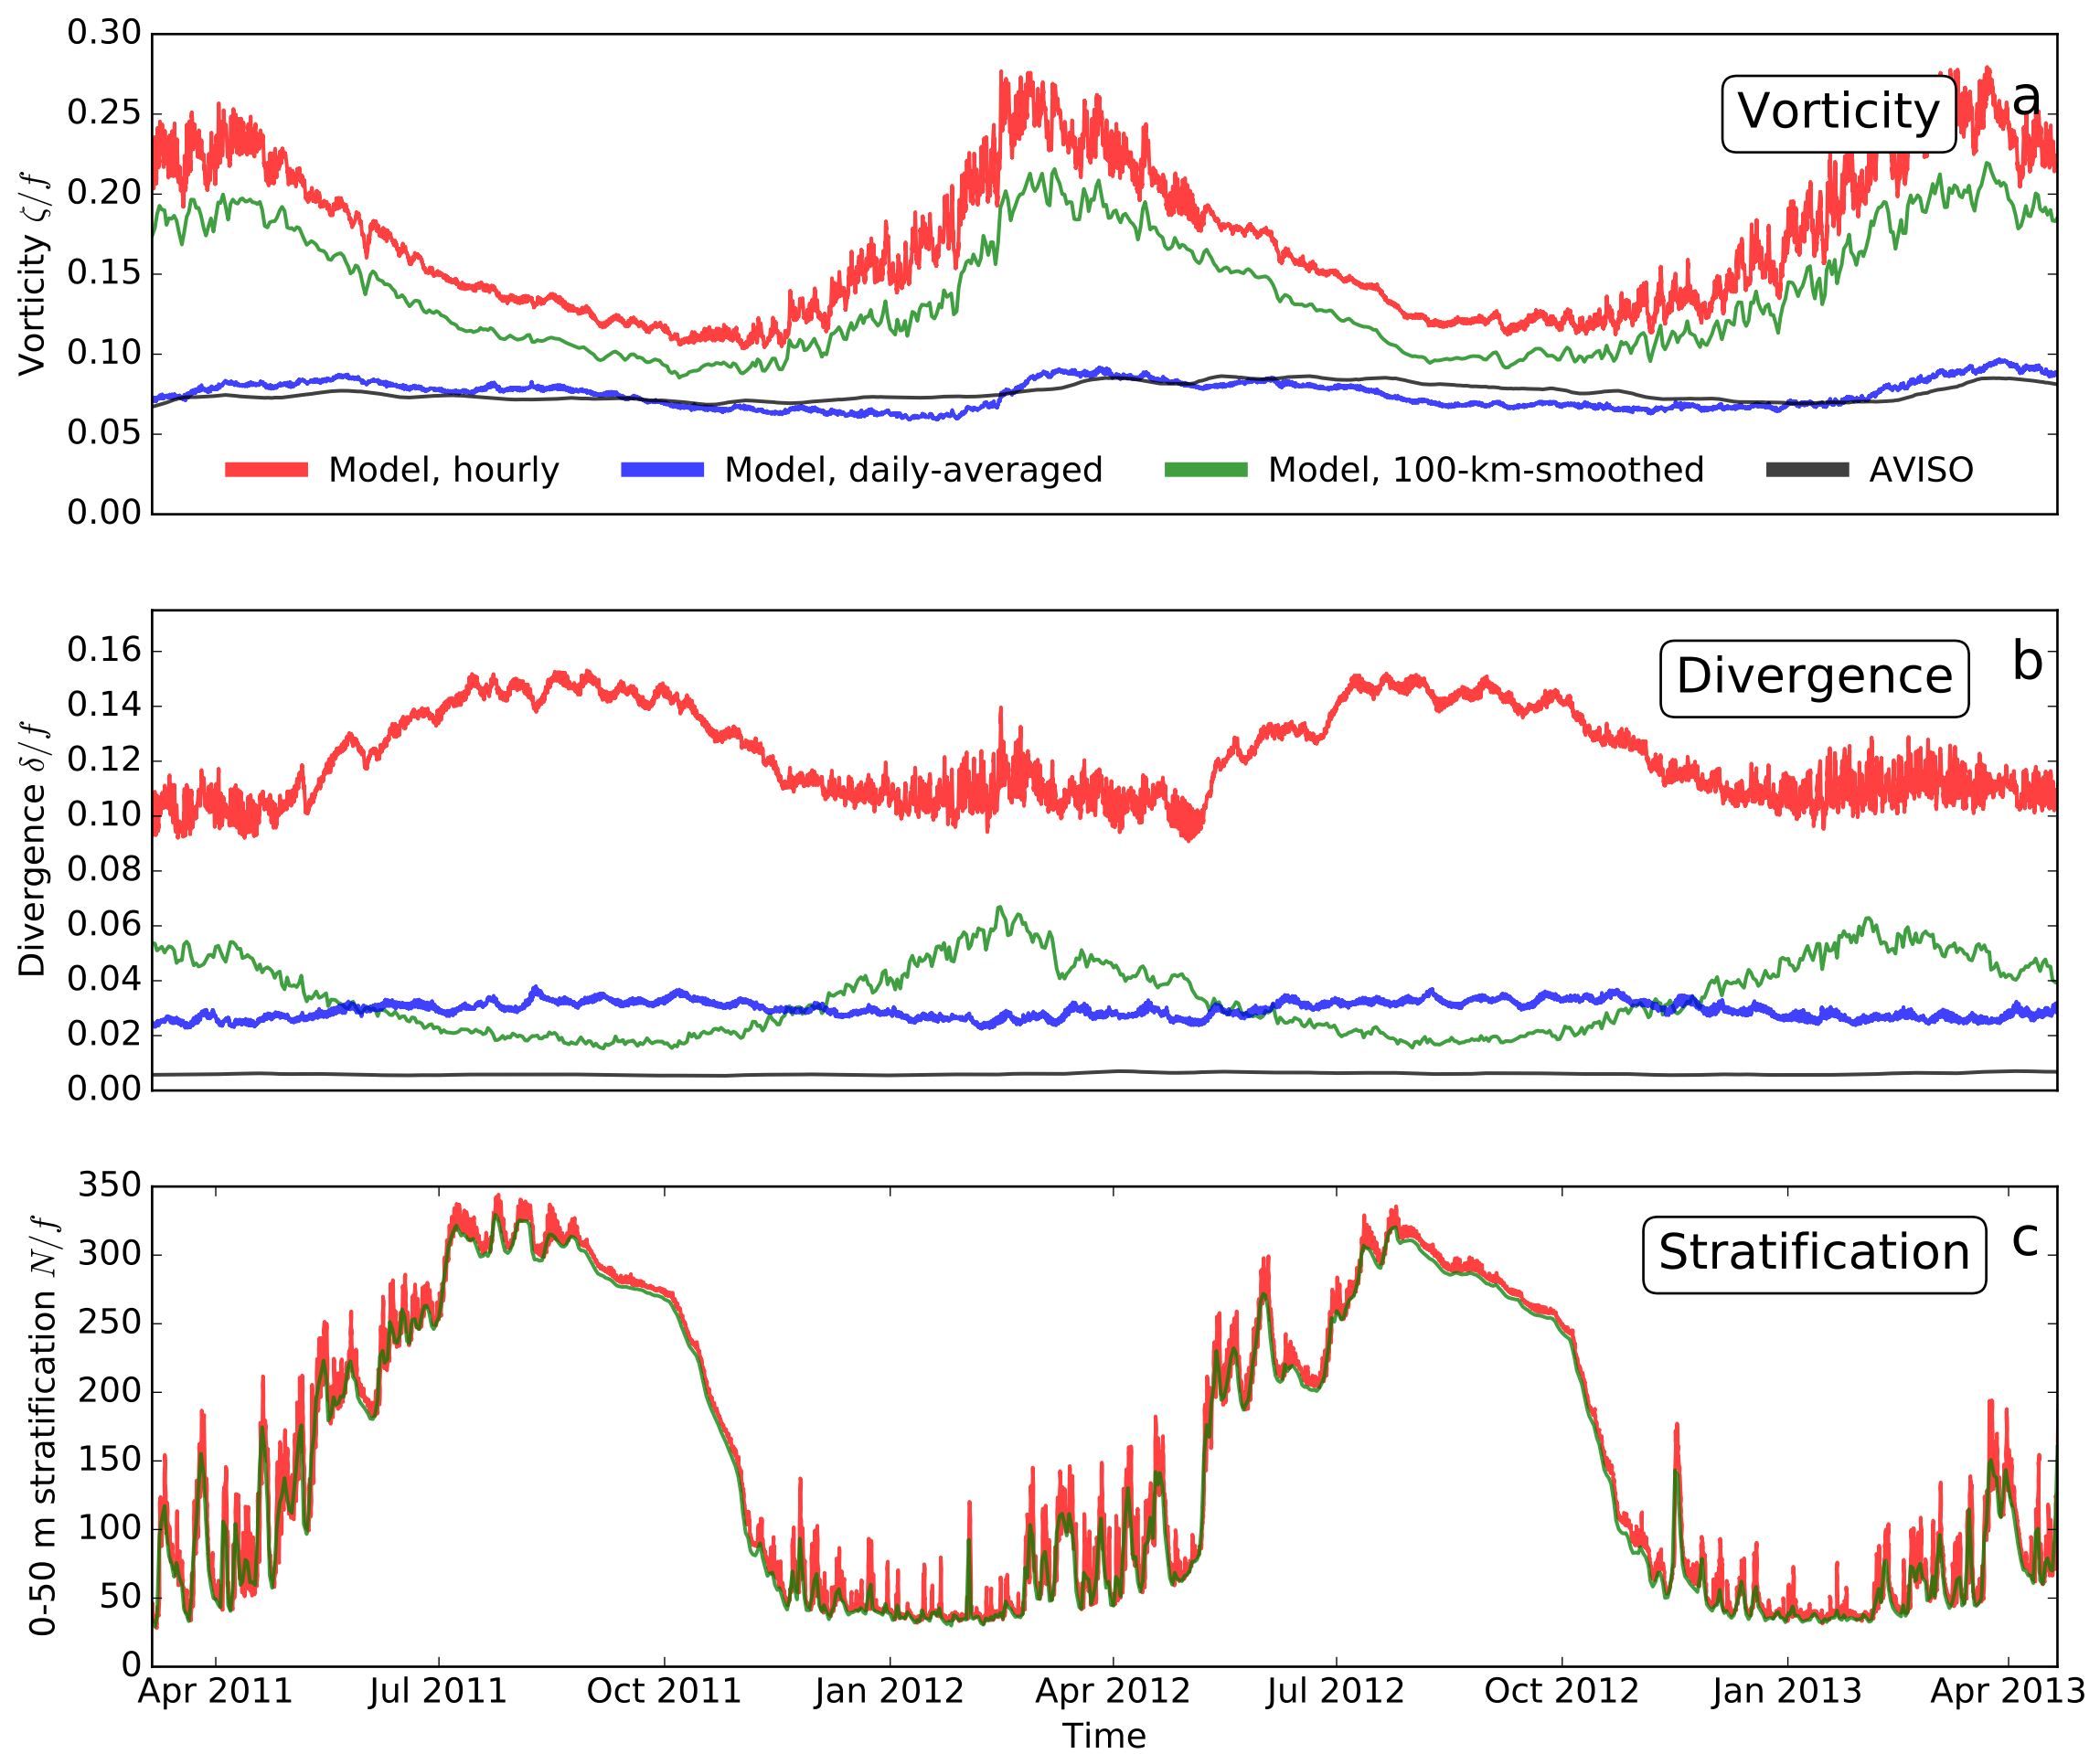 0.30
0.25
0.20
0.15
0.10
0.05
0.00
Vorticity ζ/f
Vorticity
a
Model, hourly
Model, daily-averaged
Model, 100-km-smoothed
AVISO
0.16
0.14
0.12
0.10
0.08
0.06
0.04
0.02
0.00
Divergence δ/f
Divergence
b
350
300
250
200
150
100
50
0
0-50 m stratification N/f
Stratification
c
Apr 2011
Jul 2011
Oct 2011
Jan 2012
Apr 2012
Jul 2012
Oct 2012
Jan 2013
Apr 2013
Time